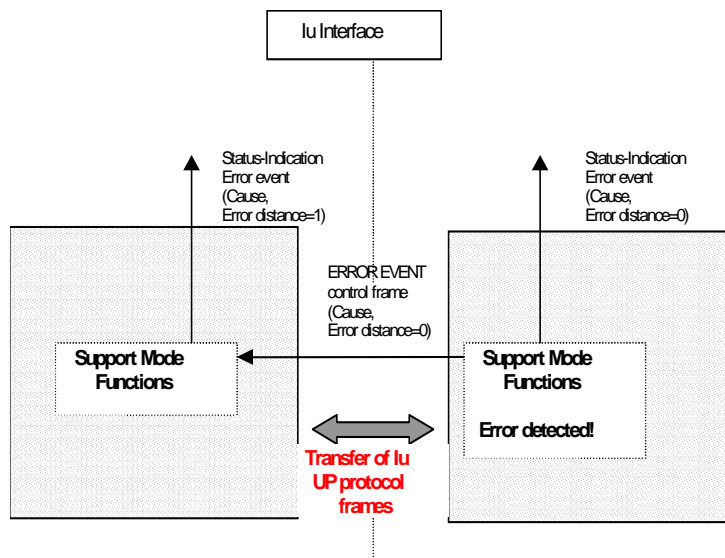 Iu Interface
Status-Indication
Error event
(Cause,
Error distance=1)
Status-Indication
Error event
(Cause,
Error distance=0)
ERROR EVENT
control frame
(Cause,
Error distance=0)
Support Mode
Functions
Support Mode
Functions
Error detected!
Transfer of Iu
UP protocol
frames